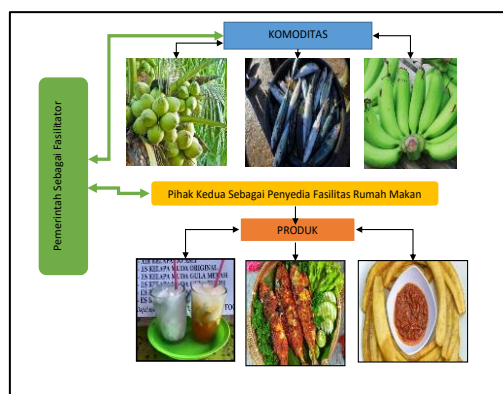 KOMODITAS
Pemerintah Sebagai Fasilitator
Pihak Kedua Sebagai Penyedia Fasilitas Rumah Makan
PRODUK
ES KELAPA MUDA ORIGINAL
ES KELAPA MUDA GULA MERAH